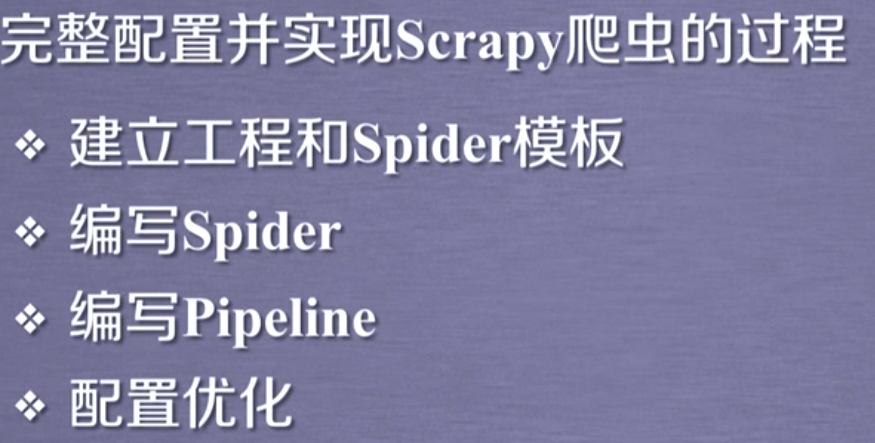 完整配置并实现Scrapy爬虫的过程
❖ 建立工程和Spider模板
❖ 编写Spider
❖ 编写Pipeline
❖ 配置优化